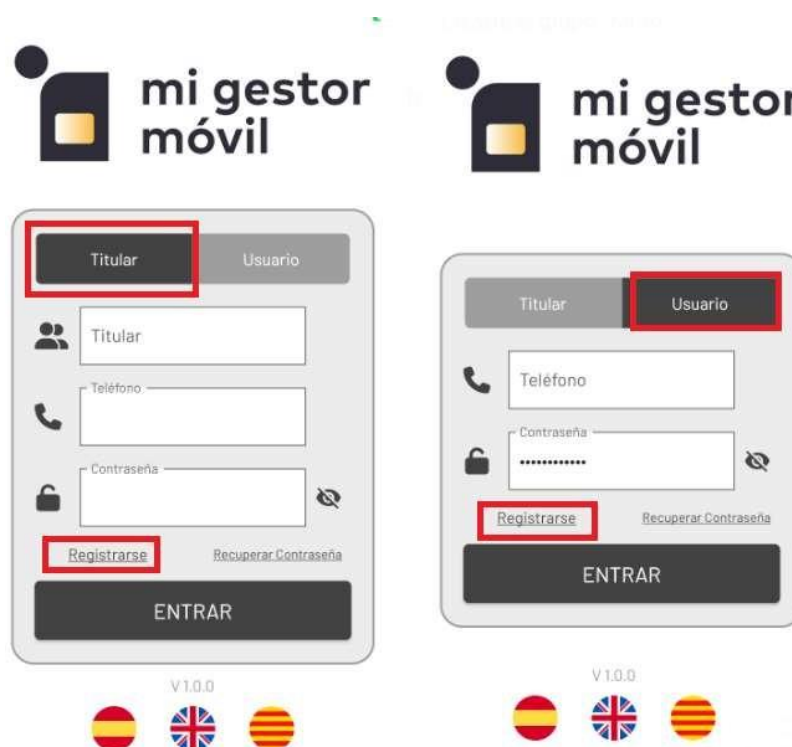 mi gestor
móvil
Titular
Usuario
Titular
Teléfono
Contraseña
Registrarse
Recuperar Contraseña
ENTRAR
V 1.0.0
mi gestor
móvil
Titular
Usuario
Teléfono
Contraseña
••••••••••••
Registrarse
Recuperar Contraseña
ENTRAR
V 1.0.0